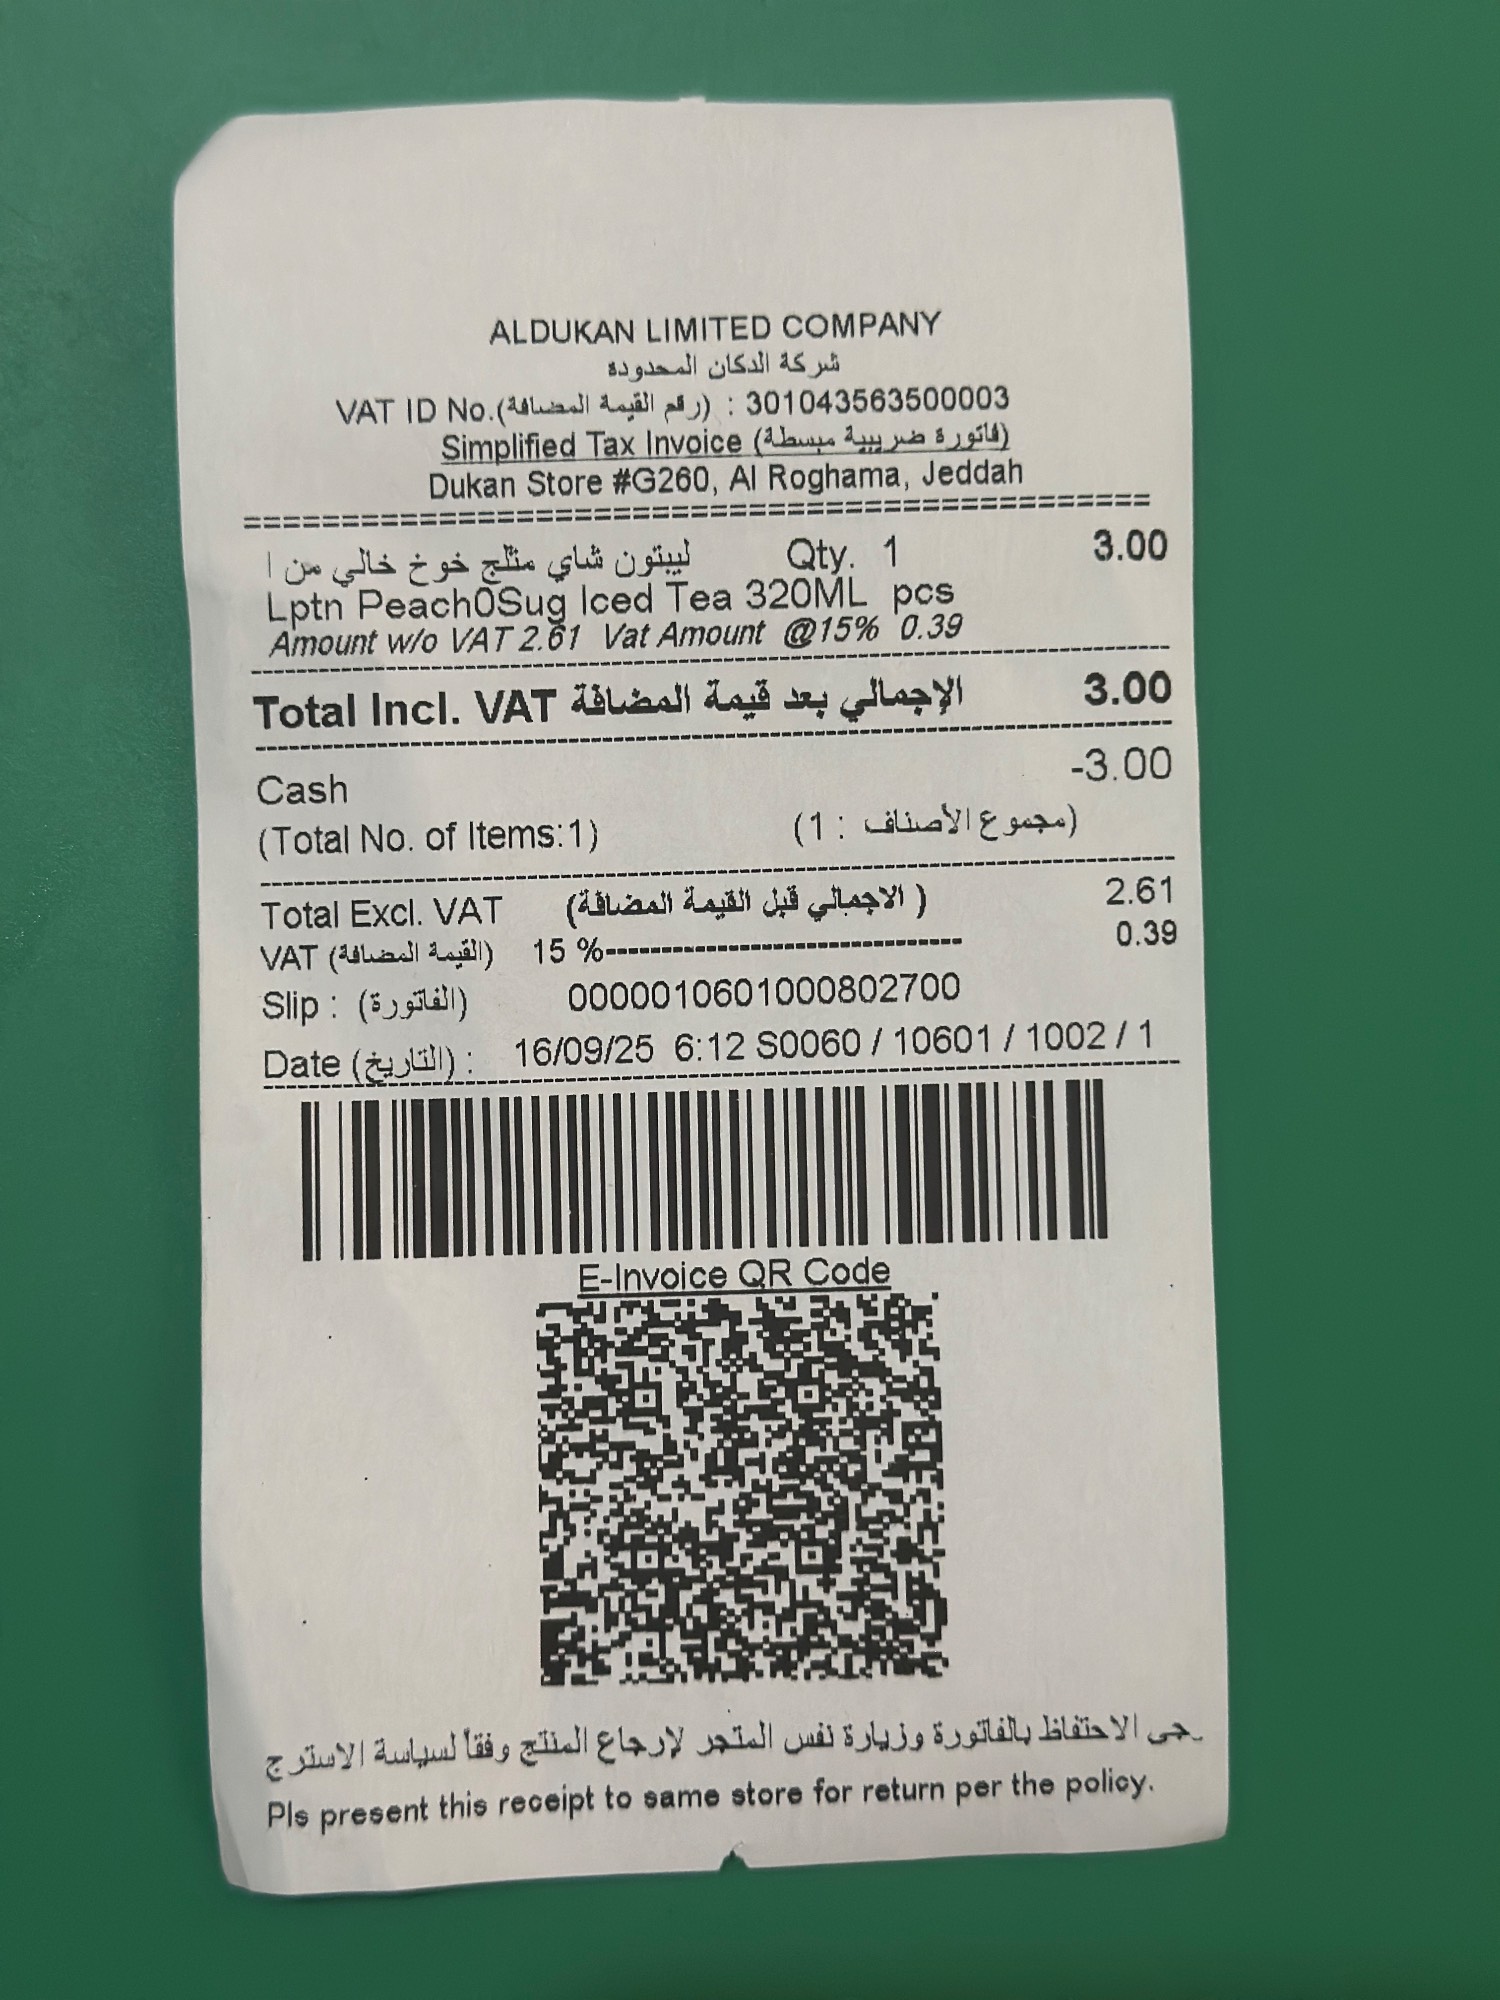 ALDUKAN LIMITED COMPANY
شركة الدكان المحدوده
VAT ID No.(رقم القيمة المضافة) : 301043563500003
Simplified Tax Invoice (فاتورة ضريبية مبسطة)
Dukan Store #G260, Al Roghama, Jeddah
================================================
ليبتون شاي مثلج خوخ خالي من ا Qty. 1 3.00
Lptn Peach0Sug Iced Tea 320ML pcs
Amount w/o VAT 2.61 Vat Amount @15% 0.39
Total Incl. VAT الإجمالي بعد قيمة المضافة 3.00
Cash -3.00
(Total No. of Items:1) (مجموع الأصناف : 1)
Total Excl. VAT (الاجمالي قبل القيمة المضافة ) 2.61
VAT (القيمة المضافة) 15 %-------------------------------- 0.39
Slip : (الفاتورة) 0000010601000802700
Date (التاريخ) : 16/09/25 6:12 S0060 / 10601 / 1002 / 1
E-Invoice QR Code
جى الاحتفاظ بالفاتورة وزيارة نفس المتجر لإرجاع المنتج وفقاً لسياسة الاسترج
Pls present this receipt to same store for return per the policy.